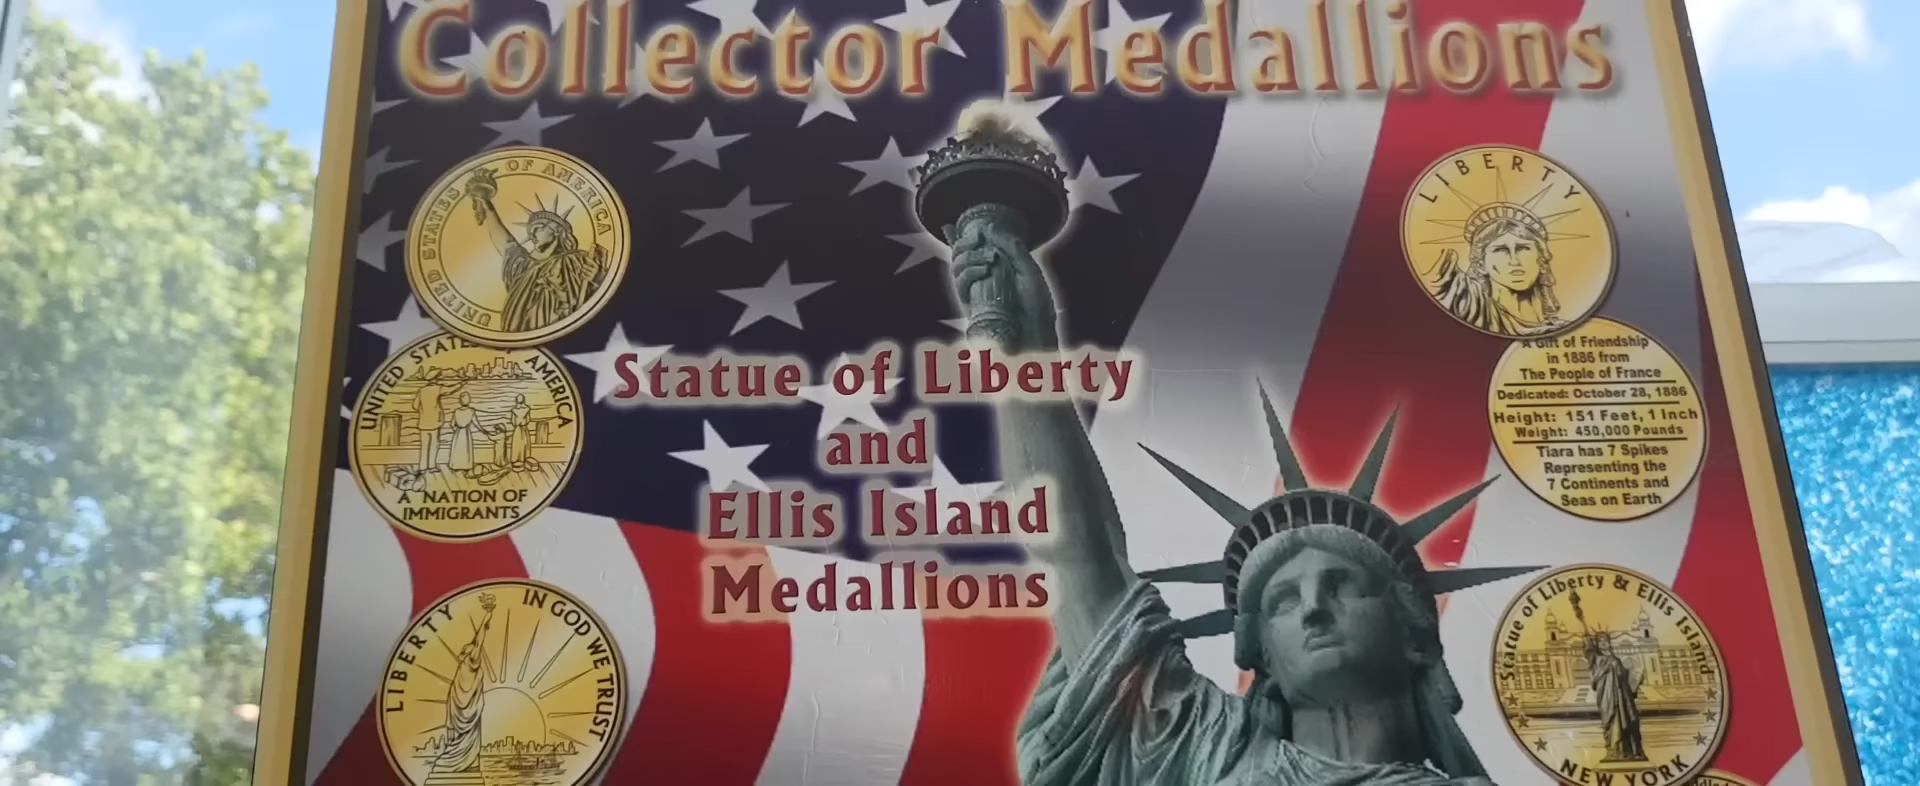 Collector Medallions
UNITED STATES OF AMERICA
LIBERTY
UNITED STATES OF AMERICA
A NATION OF
IMMIGRANTS
Statue of Liberty
and
Ellis Island
Medallions
A Gift of Friendship
in 1886 from
The People of France
Dedicated: October 28, 1886
Height: 151 Feet, 1 Inch
Weight: 450,000 Pounds
Tiara has 7 Spikes
Representing the
7 Continents and
Seas on Earth
LIBERTY
IN GOD WE TRUST
Statue of Liberty & Ellis Island
NEW YORK